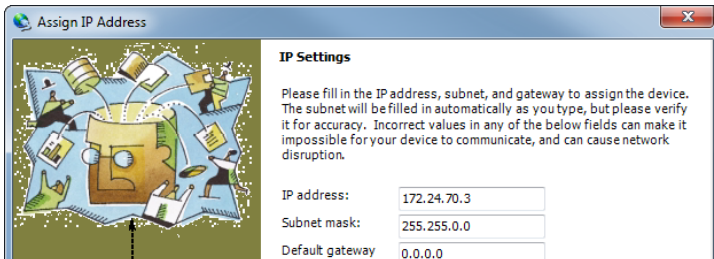 Assign IP Address
IP Settings
Please fill in the IP address, subnet, and gateway to assign the device.
The subnet will be filled in automatically as you type, but please verify
it for accuracy. Incorrect values in any of the below fields can make it
impossible for your device to communicate, and can cause network
disruption.
IP address: 172.24.70.3
Subnet mask: 255.255.0.0
Default gateway 0.0.0.0